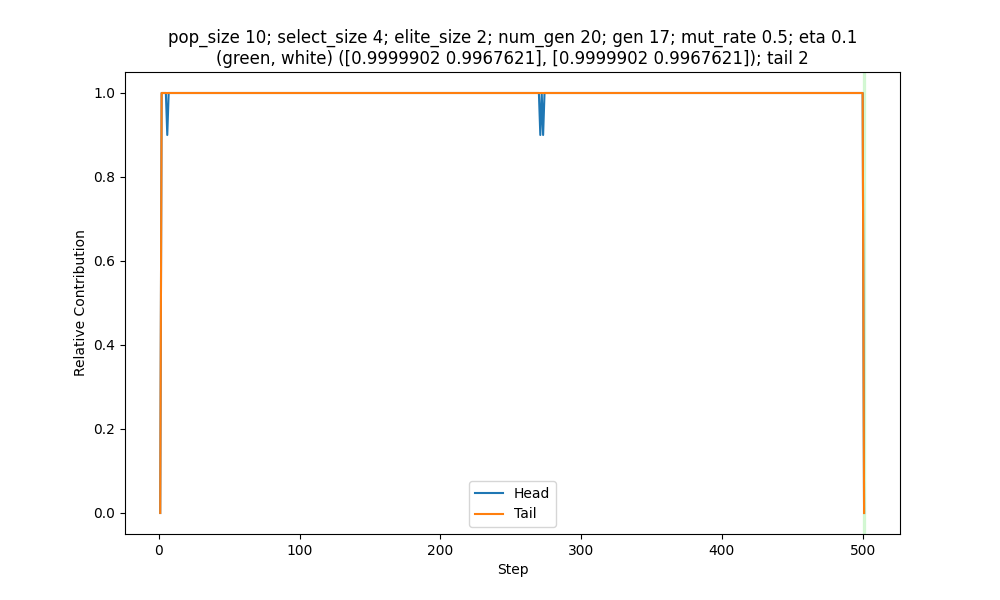 pop_size 10; select_size 4; elite_size 2; num_gen 20; gen 17; mut_rate 0.5; eta 0.1
(green, white) ([0.9999902 0.9967621], [0.9999902 0.9967621]); tail 2
1.0
0.8
0.6
0.4
0.2
0.0
Relative Contribution
Head
Tail
0
100
200
300
400
500
Step